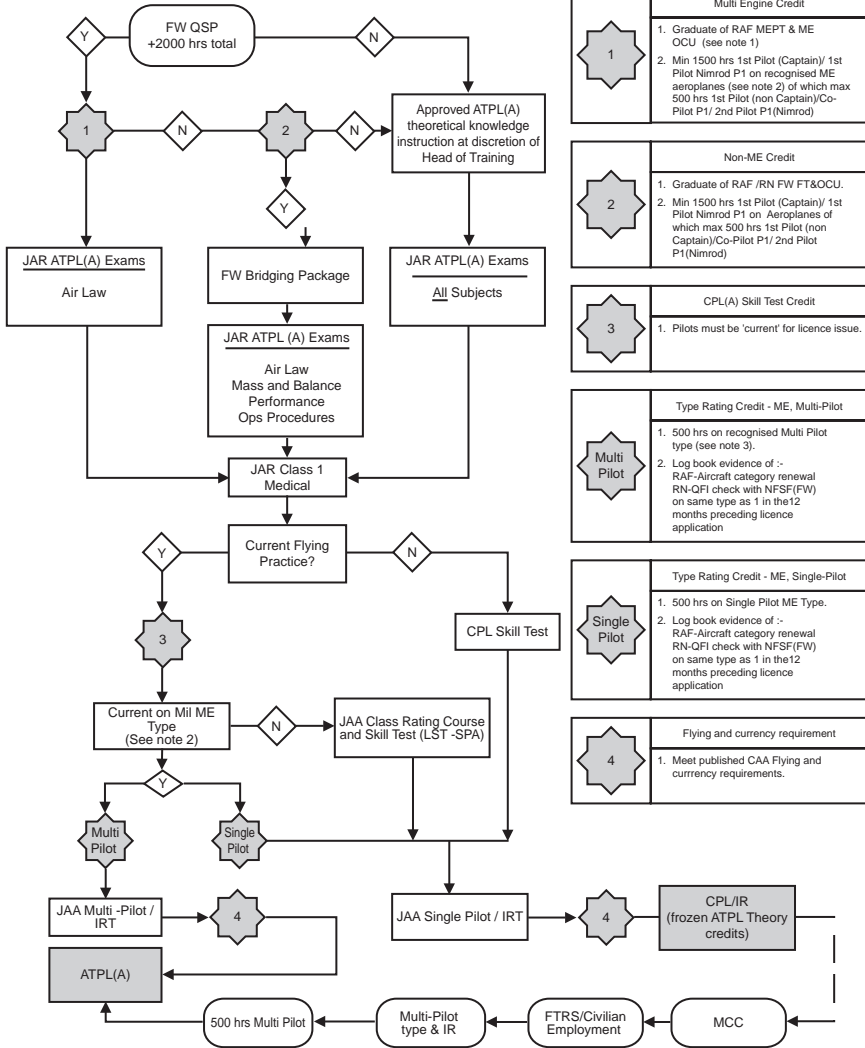 FW QSP
+2000 hrs total
Y
N
1
N
2
N
Approved ATPL(A)
theoretical knowledge
instruction at discretion of
Head of Training
Y
JAR ATPL(A) Exams
Air Law
FW Bridging Package
JAR ATPL(A) Exams
All Subjects
JAR ATPL (A) Exams
Air Law
Mass and Balance
Performance
Ops Procedures
JAR Class 1
Medical
Current Flying
Practice?
Y
N
3
CPL Skill Test
Current on Mil ME
Type
(See note 2)
N
JAA Class Rating Course
and Skill Test (LST -SPA)
Y
Multi
Pilot
Single
Pilot
JAA Multi -Pilot /
IRT
4
JAA Single Pilot / IRT
4
CPL/IR
(frozen ATPL Theory
credits)
ATPL(A)
500 hrs Multi Pilot
Multi-Pilot
type & IR
FTRS/Civilian
Employment
MCC
Multi Engine Credit
1
1. Graduate of RAF MEPT & ME
OCU (see note 1)
2. Min 1500 hrs 1st Pilot (Captain)/ 1st
Pilot Nimrod P1 on recognised ME
aeroplanes (see note 2) of which max
500 hrs 1st Pilot (non Captain)/Co-
Pilot P1/ 2nd Pilot P1(Nimrod)
Non-ME Credit
2
1. Graduate of RAF /RN FW FT&OCU.
2. Min 1500 hrs 1st Pilot (Captain)/ 1st
Pilot Nimrod P1 on Aeroplanes of
which max 500 hrs 1st Pilot (non
Captain)/Co-Pilot P1/ 2nd Pilot
P1(Nimrod)
CPL(A) Skill Test Credit
3
1. Pilots must be 'current' for licence issue.
Type Rating Credit - ME, Multi-Pilot
Multi
Pilot
1. 500 hrs on recognised Multi Pilot
type (see note 3).
2. Log book evidence of :-
RAF-Aircraft category renewal
RN-QFI check with NFSF(FW)
on same type as 1 in the12
months preceding licence
application
Type Rating Credit - ME, Single-Pilot
Single
Pilot
1. 500 hrs on Single Pilot ME Type.
2. Log book evidence of :-
RAF-Aircraft category renewal
RN-QFI check with NFSF(FW)
on same type as 1 in the12
months preceding licence
application
Flying and currency requirement
4
1. Meet published CAA Flying and
currrency requirements.